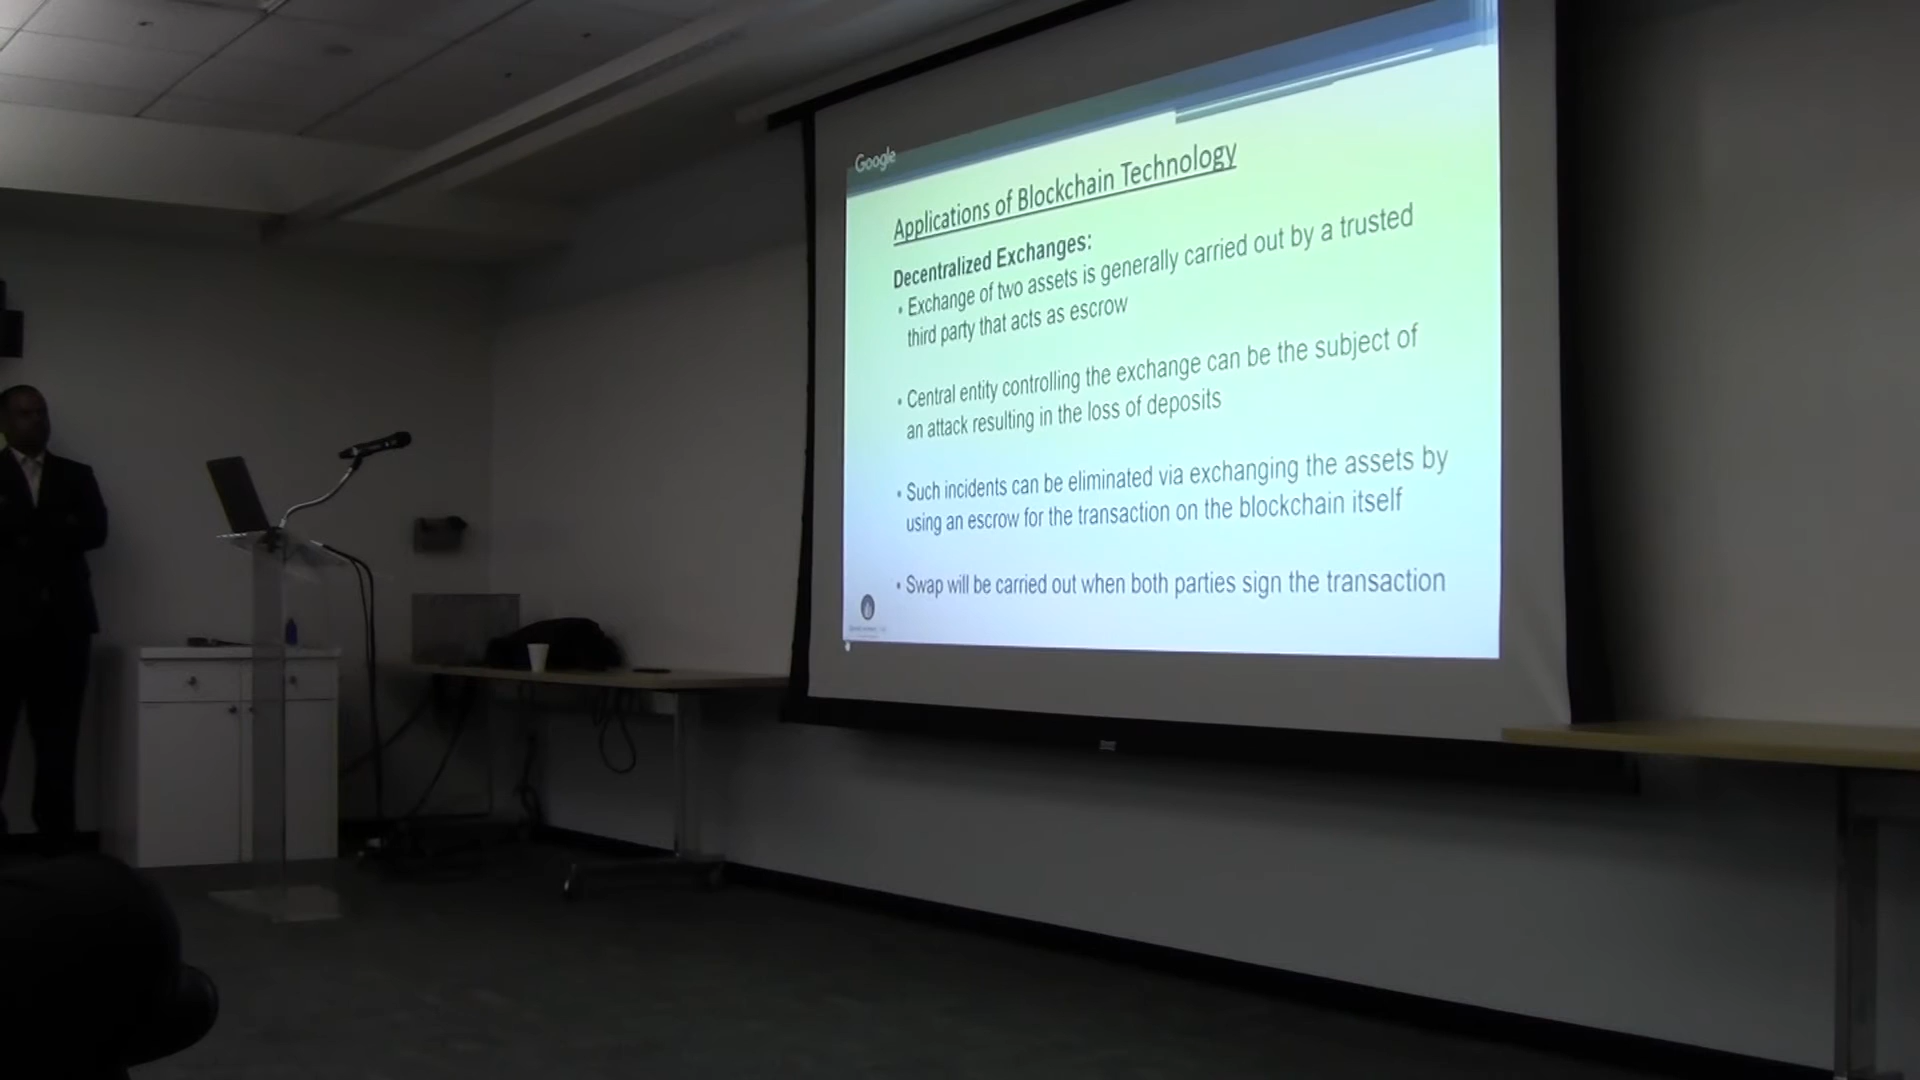 Google
Applications of Blockchain Technology
Decentralized Exchanges:
• Exchange of two assets is generally carried out by a trusted
third party that acts as escrow
• Central entity controlling the exchange can be the subject of
an attack resulting in the loss of deposits
• Such incidents can be eliminated via exchanging the assets by
using an escrow for the transaction on the blockchain itself
• Swap will be carried out when both parties sign the transaction